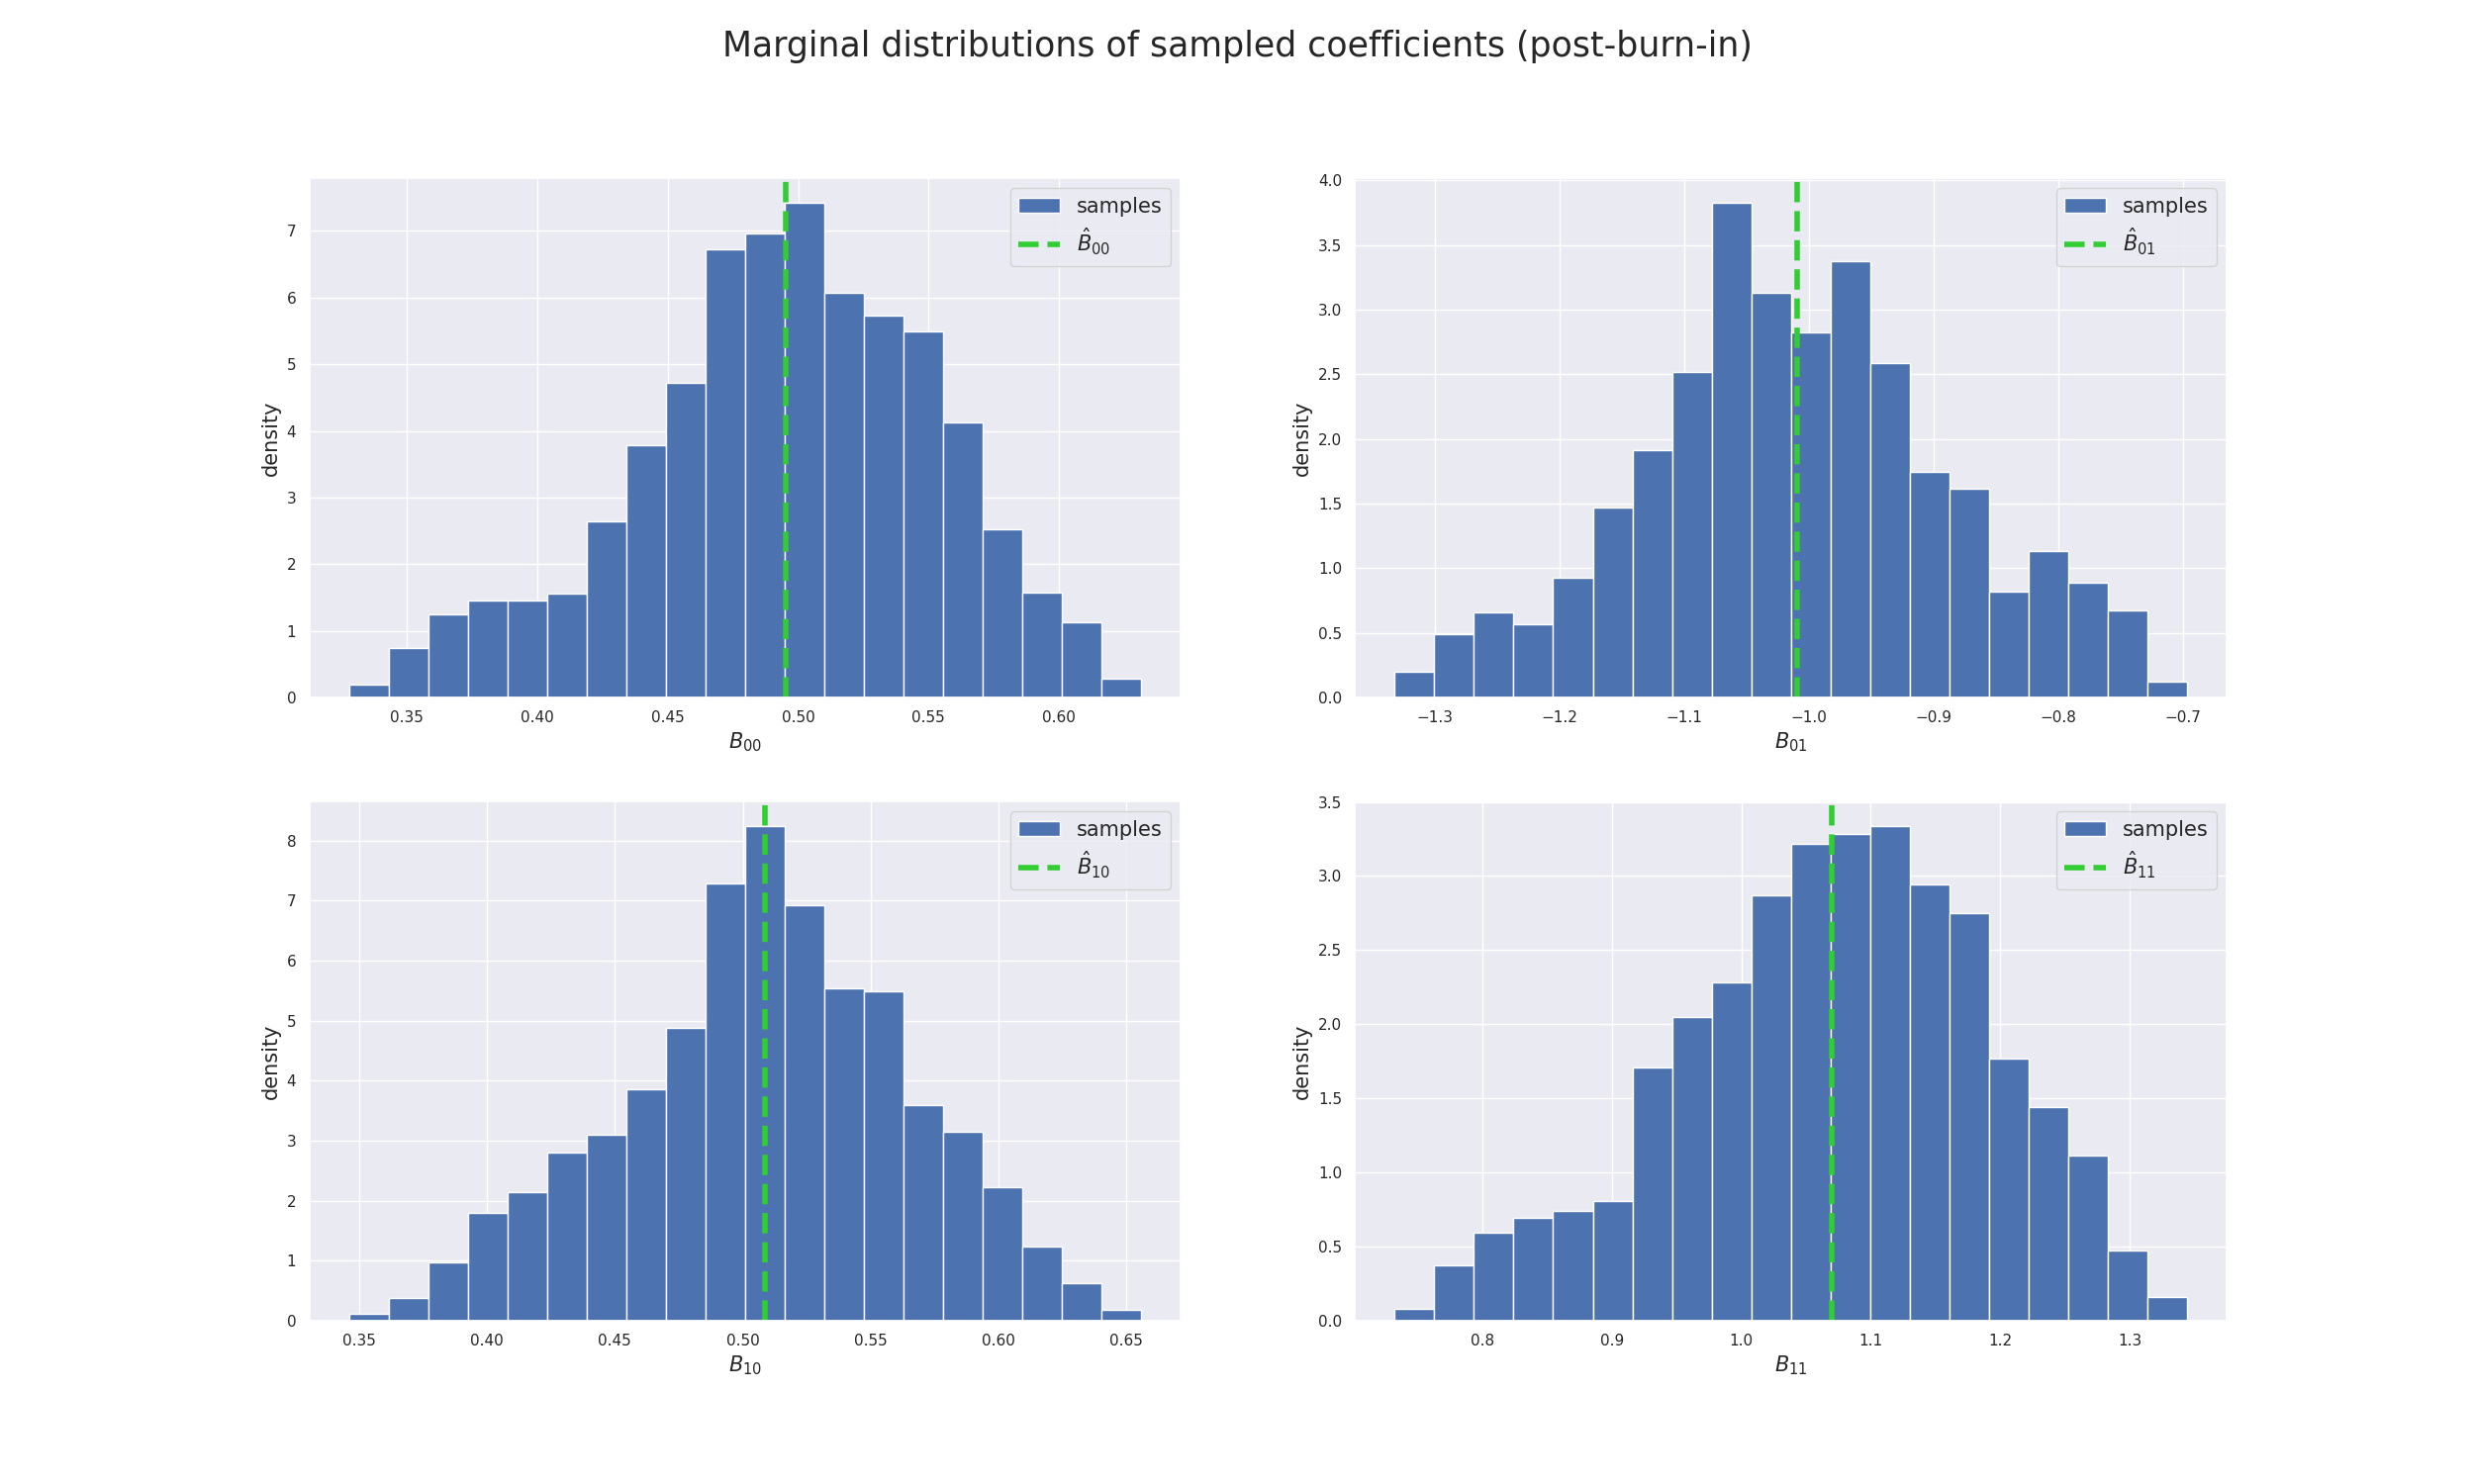 Marginal distributions of sampled coefficients (post-burn-in)
samples
B̂₀₀
density
7
6
5
4
3
2
1
0
0.35 0.40 0.45 0.50 0.55 0.60
B₀₀
samples
B̂₀₁
density
4.0
3.5
3.0
2.5
2.0
1.5
1.0
0.5
0.0
−1.3 −1.2 −1.1 −1.0 −0.9 −0.8 −0.7
B₀₁
samples
B̂₁₀
density
8
7
6
5
4
3
2
1
0
0.35 0.40 0.45 0.50 0.55 0.60 0.65
B₁₀
samples
B̂₁₁
density
3.5
3.0
2.5
2.0
1.5
1.0
0.5
0.0
0.8 0.9 1.0 1.1 1.2 1.3
B₁₁